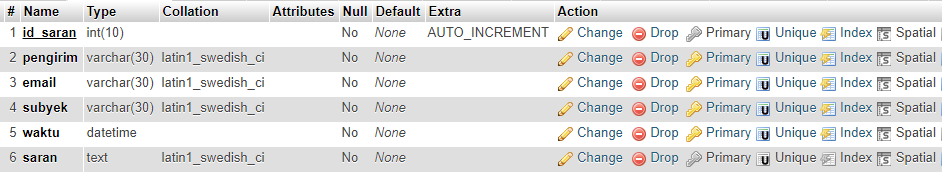 # Name Type Collation Attributes Null Default Extra Action
1 id_saran int(10) No None AUTO_INCREMENT Change Drop Primary Unique Index Spatial
2 pengirim varchar(30) latin1_swedish_ci No None Change Drop Primary Unique Index Spatial
3 email varchar(30) latin1_swedish_ci No None Change Drop Primary Unique Index Spatial
4 subyek varchar(30) latin1_swedish_ci No None Change Drop Primary Unique Index Spatial
5 waktu datetime No None Change Drop Primary Unique Index Spatial
6 saran text latin1_swedish_ci No None Change Drop Primary Unique Index Spatial